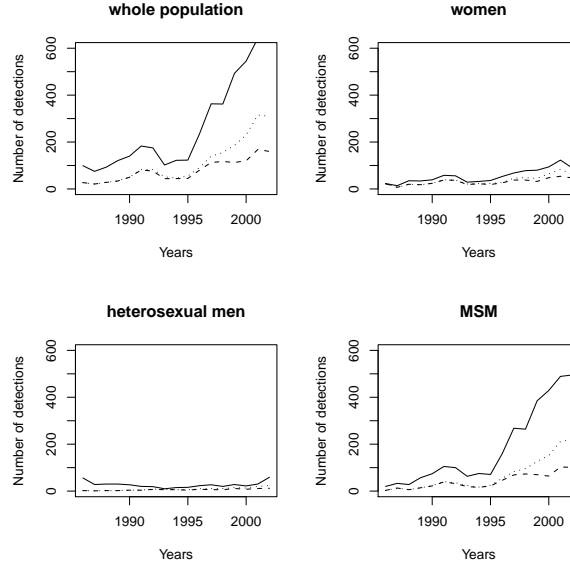 whole population
Number of detections
0
200
400
600
1990
1995
2000
Years
women
Number of detections
0
200
400
600
1990
1995
2000
Years
heterosexual men
Number of detections
0
200
400
600
1990
1995
2000
Years
MSM
Number of detections
0
200
400
600
1990
1995
2000
Years